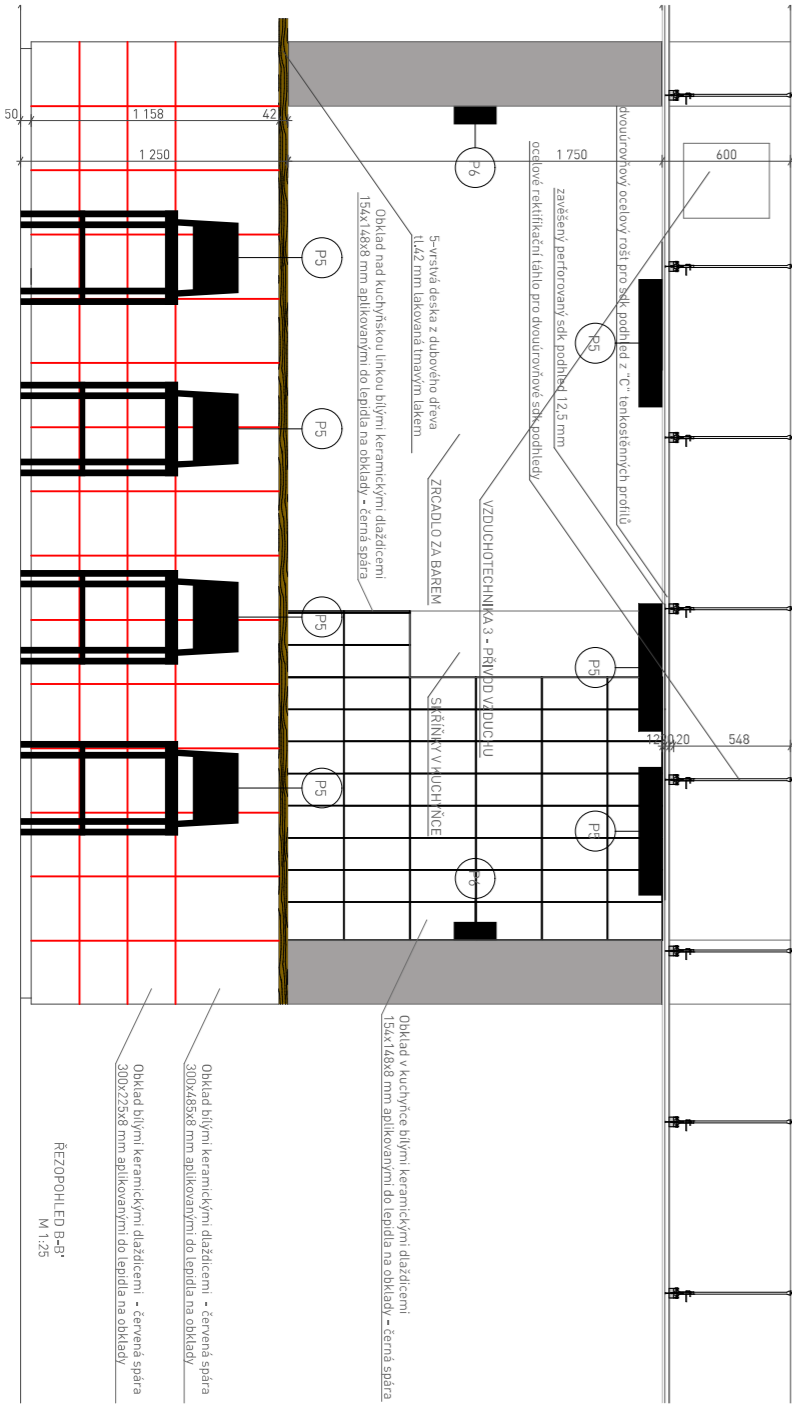 50
1 158
42
1 250
1 750
600
dvouúrovňový ocelový rošt pro sdk podhled z "C" tenkostěnných profilů
zavěšený perforovaný sdk podhled 12,5 mm
ocelové rektifikační táhlo pro dvouúrovňové sdk podhledy
P6
P5
P5
P5
P5
P5
P5
P5
P6
5-vrstvá deska z dubového dřeva
tl.42 mm lakovaná tmavým lakem
Obklad nad kuchyňskou linkou bílými keramickými dlaždicemi
154x148x8 mm aplikovanými do lepidla na obklady - černá spára
ZRCADLO ZA BAREM
VZDUCHOTECHNIKA 3 - PŘÍVOD VZDUCHU
SKŘÍŇKY V KUCHYŇCE
20
548
Obklad v kuchyňce bílými keramickými dlaždicemi
154x148x8 mm aplikovanými do lepidla na obklady - černá spára
Obklad bílými keramickými dlaždicemi - červená spára
300x485x8 mm aplikovanými do lepidla na obklady
Obklad bílými keramickými dlaždicemi - červená spára
300x225x8 mm aplikovanými do lepidla na obklady
ŘEZOPOHLED B-B'
M 1:25